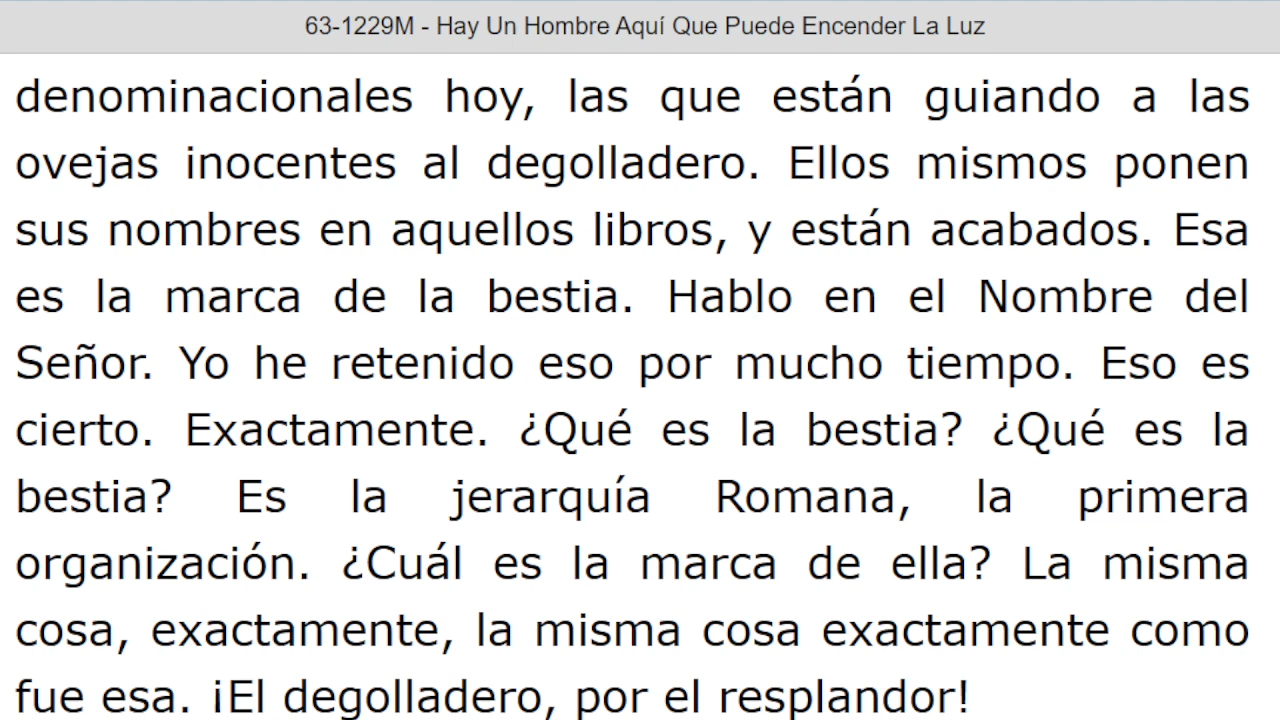 63-1229M - Hay Un Hombre Aquí Que Puede Encender La Luz
denominacionales hoy, las que están guiando a las
ovejas inocentes al degolladero. Ellos mismos ponen
sus nombres en aquellos libros, y están acabados. Esa
es la marca de la bestia. Hablo en el Nombre del
Señor. Yo he retenido eso por mucho tiempo. Eso es
cierto. Exactamente. ¿Qué es la bestia? ¿Qué es la
bestia? Es la jerarquía Romana, la primera
organización. ¿Cuál es la marca de ella? La misma
cosa, exactamente, la misma cosa exactamente como
fue esa. ¡El degolladero, por el resplandor!